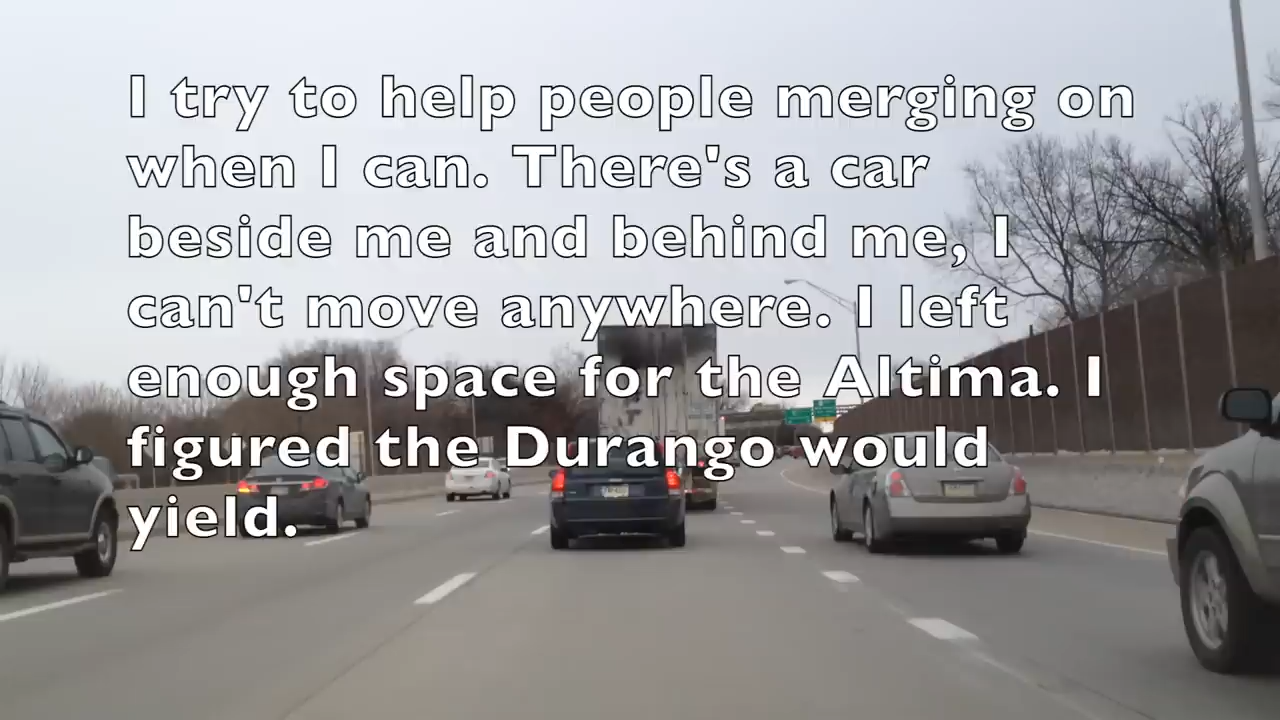 I try to help people merging on
when I can. There's a car
beside me and behind me, I
can't move anywhere. I left
enough space for the Altima. I
figured the Durango would
yield.